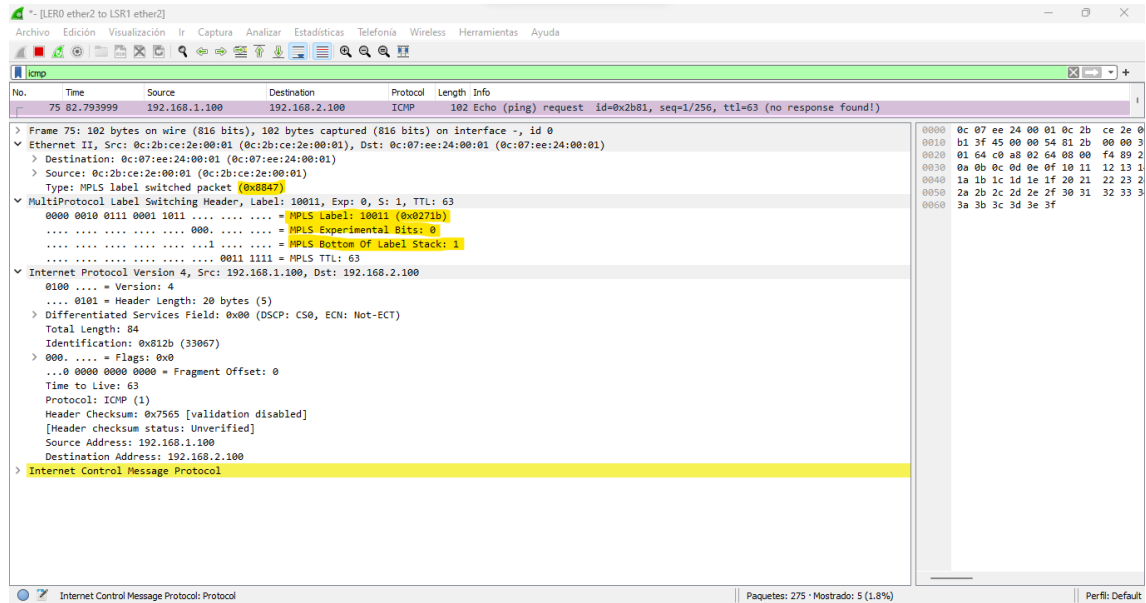 *- [LER0 ether2 to LSR1 ether2]
Archivo Edición Visualización Ir Captura Analizar Estadísticas Telefonía Wireless Herramientas Ayuda
icmp
No. Time Source Destination Protocol Length Info
75 82.793999 192.168.1.100 192.168.2.100 ICMP 102 Echo (ping) request id=0x2b81, seq=1/256, ttl=63 (no response found!)
> Frame 75: 102 bytes on wire (816 bits), 102 bytes captured (816 bits) on interface -, id 0
Ethernet II, Src: 0c:2b:ce:2e:00:01 (0c:2b:ce:2e:00:01), Dst: 0c:07:ee:24:00:01 (0c:07:ee:24:00:01)
> Destination: 0c:07:ee:24:00:01 (0c:07:ee:24:00:01)
> Source: 0c:2b:ce:2e:00:01 (0c:2b:ce:2e:00:01)
Type: MPLS label switched packet (0x8847)
MultiProtocol Label Switching Header, Label: 10011, Exp: 0, S: 1, TTL: 63
0000 0010 0111 0001 1011 .... .... .... = MPLS Label: 10011 (0x0271b)
.... .... .... .... .... 000. .... .... = MPLS Experimental Bits: 0
.... .... .... .... .... ...1 .... .... = MPLS Bottom Of Label Stack: 1
.... .... .... .... .... .... 0011 1111 = MPLS TTL: 63
Internet Protocol Version 4, Src: 192.168.1.100, Dst: 192.168.2.100
0100 .... = Version: 4
.... 0101 = Header Length: 20 bytes (5)
> Differentiated Services Field: 0x00 (DSCP: CS0, ECN: Not-ECT)
Total Length: 84
Identification: 0x812b (33067)
> 000. .... = Flags: 0x0
...0 0000 0000 0000 = Fragment Offset: 0
Time to Live: 63
Protocol: ICMP (1)
Header Checksum: 0x7565 [validation disabled]
[Header checksum status: Unverified]
Source Address: 192.168.1.100
Destination Address: 192.168.2.100
> Internet Control Message Protocol
0000 0c 07 ee 24 00 01 0c 2b ce 2e 0
0010 b1 3f 45 00 00 54 81 2b 00 00 3
0020 01 64 c0 a8 02 64 08 00 f4 89 2
0030 0a 0b 0c 0d 0e 0f 10 11 12 13 1
0040 1a 1b 1c 1d 1e 1f 20 21 22 23 2
0050 2a 2b 2c 2d 2e 2f 30 31 32 33 3
0060 3a 3b 3c 3d 3e 3f
Internet Control Message Protocol: Protocol
Paquetes: 275 · Mostrado: 5 (1.8%)
Perfil: Default